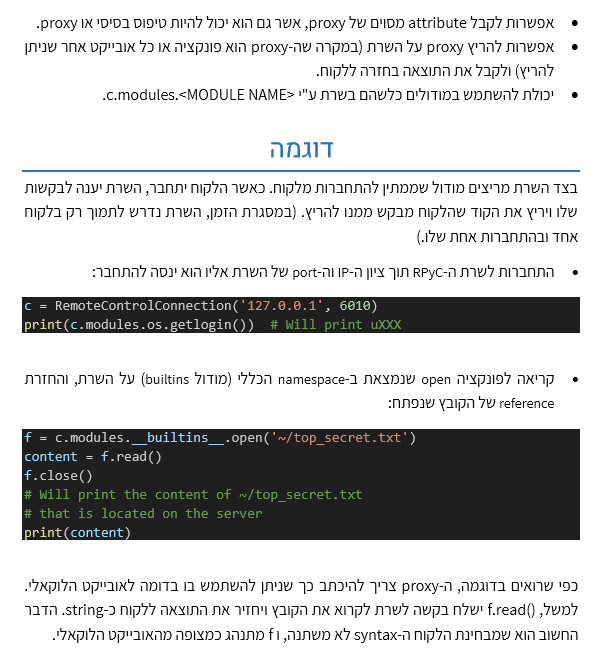 • אפשרות לקבל attribute מסוים של proxy, אשר גם הוא יכול להיות טיפוס בסיסי או proxy.
• אפשרות להריץ proxy על השרת (במקרה שה-proxy הוא פונקציה או כל אובייקט אחר שניתן
להריץ) ולקבל את התוצאה בחזרה ללקוח.
• יכולת להשתמש במודולים כלשהם בשרת ע"י c.modules.<MODULE NAME>.
דוגמה
בצד השרת מריצים מודול שממתין להתחברות מלקוח. כאשר הלקוח יתחבר, השרת יענה לבקשות
שלו ויריץ את הקוד שהלקוח מבקש ממנו להריץ. (במסגרת הזמן, השרת נדרש לתמוך רק בלקוח
אחד ובהתחברות אחת שלו.)
• התחברות לשרת ה-RPyC תוך ציון ה-IP וה-port של השרת אליו הוא ינסה להתחבר:
c = RemoteControlConnection('127.0.0.1', 6010)
print(c.modules.os.getlogin())  # Will print uXXX
• קריאה לפונקציה open שנמצאת ב-namespace הכללי (מודול builtins) על השרת, והחזרת
reference של הקובץ שנפתח:
f = c.modules.__builtins__.open('~/top_secret.txt')
content = f.read()
f.close()
# Will print the content of ~/top_secret.txt
# that is located on the server
print(content)
כפי שרואים בדוגמה, ה-proxy צריך להיכתב כך שניתן להשתמש בו בדומה לאובייקט הלוקאלי.
למשל, f.read() ישלח בקשה לשרת לקרוא את הקובץ ויחזיר את התוצאה ללקוח כ-string. הדבר
החשוב הוא שמבחינת הלקוח ה-syntax לא משתנה, ו f מתנהג כמצופה מהאובייקט הלוקאלי.